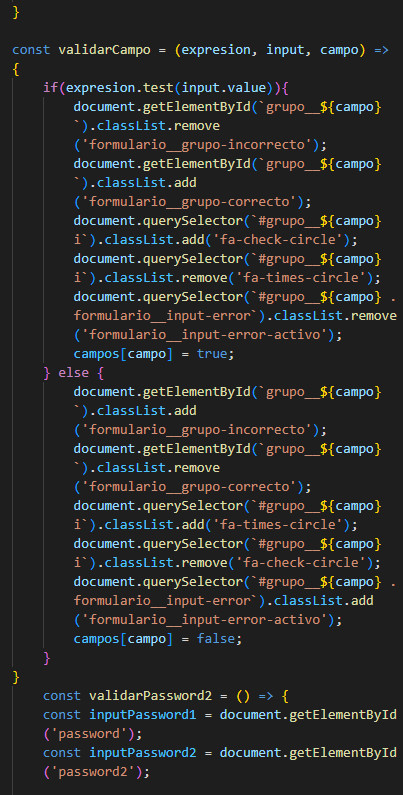 }
const validarCampo = (expresion, input, campo) =>
{
if(expresion.test(input.value)){
document.getElementById(`grupo__${campo}
`).classList.remove
('formulario__grupo-incorrecto');
document.getElementById(`grupo__${campo}
`).classList.add
('formulario__grupo-correcto');
document.querySelector(`#grupo__${campo}
i`).classList.add('fa-check-circle');
document.querySelector(`#grupo__${campo}
i`).classList.remove('fa-times-circle');
document.querySelector(`#grupo__${campo} .
formulario__input-error`).classList.remove
('formulario__input-error-activo');
campos[campo] = true;
} else {
document.getElementById(`grupo__${campo}
`).classList.add
('formulario__grupo-incorrecto');
document.getElementById(`grupo__${campo}
`).classList.remove
('formulario__grupo-correcto');
document.querySelector(`#grupo__${campo}
i`).classList.add('fa-times-circle');
document.querySelector(`#grupo__${campo}
i`).classList.remove('fa-check-circle');
document.querySelector(`#grupo__${campo} .
formulario__input-error`).classList.add
('formulario__input-error-activo');
campos[campo] = false;
}
}
const validarPassword2 = () => {
const inputPassword1 = document.getElementById
('password');
const inputPassword2 = document.getElementById
('password2');